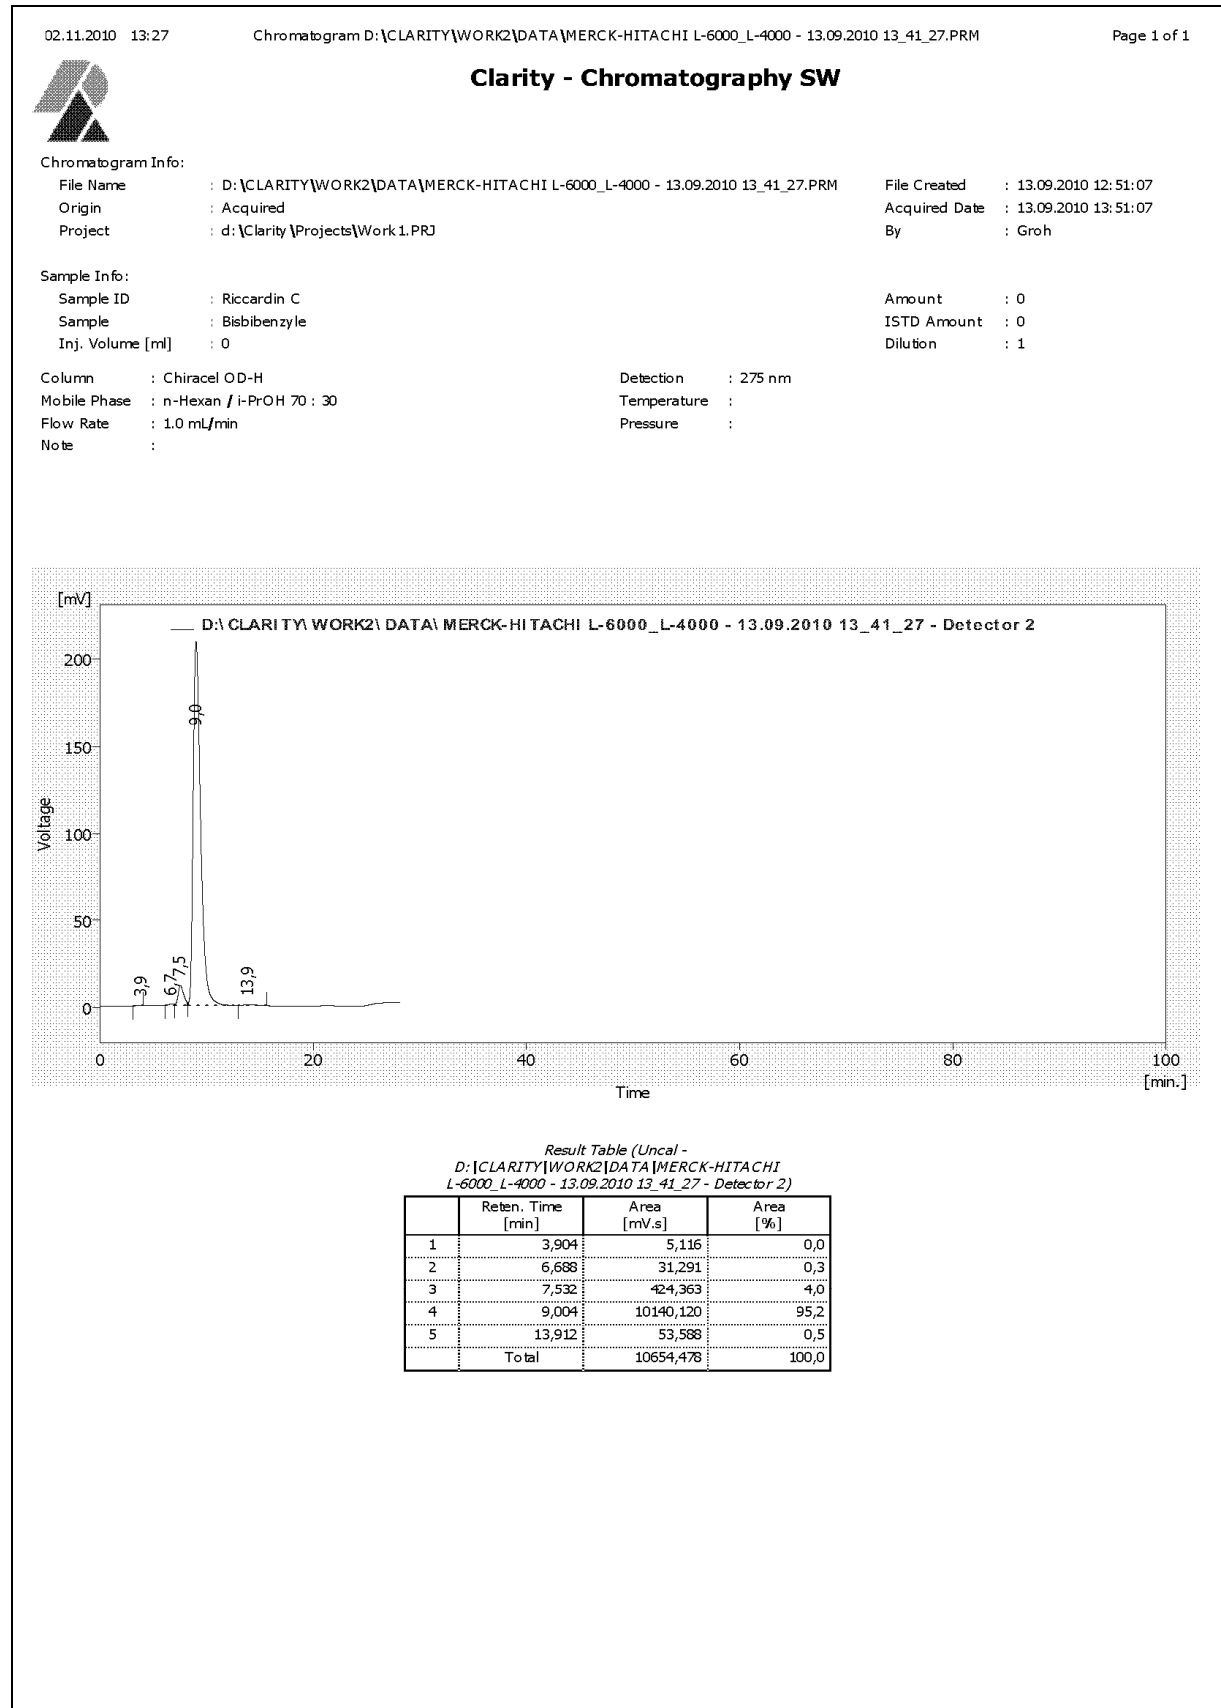 02.11.2010 13:27 Chromatogram D:\CLARITY\WORK2\DATA\MERCK-HITACHI L-6000_L-4000 - 13.09.2010 13_41_27.PRM Page 1 of 1
Clarity - Chromatography SW
Chromatogram Info:
File Name : D:\CLARITY\WORK2\DATA\MERCK-HITACHI L-6000_L-4000 - 13.09.2010 13_41_27.PRM File Created : 13.09.2010 12:51:07
Origin : Acquired Acquired Date : 13.09.2010 13:51:07
Project : d:\Clarity\Projects\Work1.PRJ By : Groh
Sample Info:
Sample ID : Riccardin C Amount : 0
Sample : Bisbibenzyle ISTD Amount : 0
Inj. Volume [ml] : 0 Dilution : 1
Column : Chiracel OD-H Detection : 275 nm
Mobile Phase : n-Hexan / i-PrOH 70 : 30 Temperature :
Flow Rate : 1.0 mL/min Pressure :
Note :
[mV]
D:\CLARITY\WORK2\DATA\MERCK-HITACHI L-6000_L-4000 - 13.09.2010 13_41_27 - Detector 2
200
150
100
50
0
Voltage
3,9
6,7
7,5
9,0
13,9
0 20 40 60 80 100
Time
[min.]
Result Table (Uncal -
D:\CLARITY\WORK2\DATA\MERCK-HITACHI
L-6000_L-4000 - 13.09.2010 13_41_27 - Detector 2)
Reten. Time Area Area
[min] [mV.s] [%]
1 3,904 5,116 0,0
2 6,688 31,291 0,3
3 7,532 424,363 4,0
4 9,004 10140,120 95,2
5 13,912 53,588 0,5
Total 10654,478 100,0